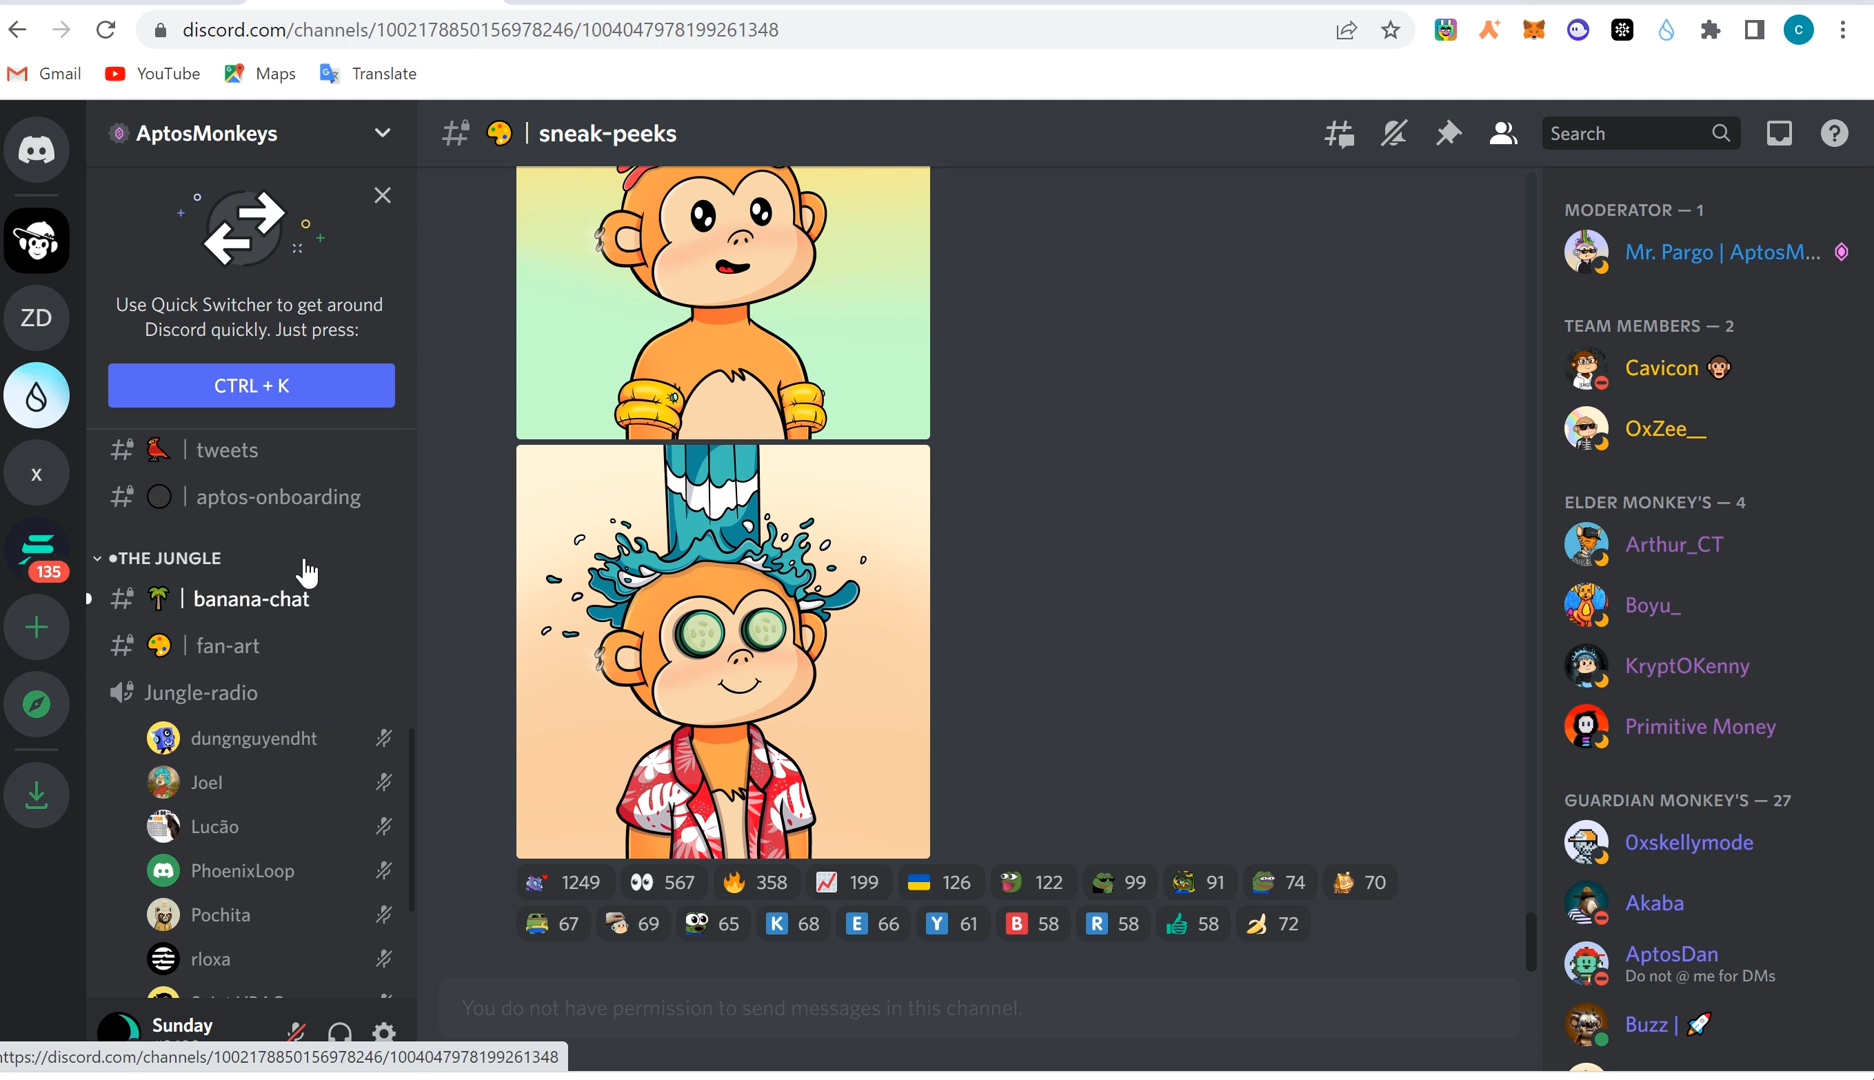 discord.com/channels/1002178850156978246/1004047978199261348
C
Gmail YouTube Maps Translate
AptosMonkeys
| sneak-peeks
Search
Use Quick Switcher to get around
Discord quickly. Just press:
CTRL + K
ZD
X
135
| tweets
| aptos-onboarding
•THE JUNGLE
| banana-chat
| fan-art
Jungle-radio
dungnguyendht
Joel
Lucão
PhoenixLoop
Pochita
rloxa
Sunday
1249 567 358 199 126 122 99 91 74 70
67 69 65 K 68 E 66 Y 61 B 58 R 58 58 72
You do not have permission to send messages in this channel.
MODERATOR — 1
Mr. Pargo | AptosM...
TEAM MEMBERS — 2
Cavicon
OxZee__
ELDER MONKEY'S — 4
Arthur_CT
Boyu_
KryptOKenny
Primitive Money
GUARDIAN MONKEY'S — 27
0xskellymode
Akaba
AptosDan
Do not @ me for DMs
Buzz |
ttps://discord.com/channels/1002178850156978246/1004047978199261348